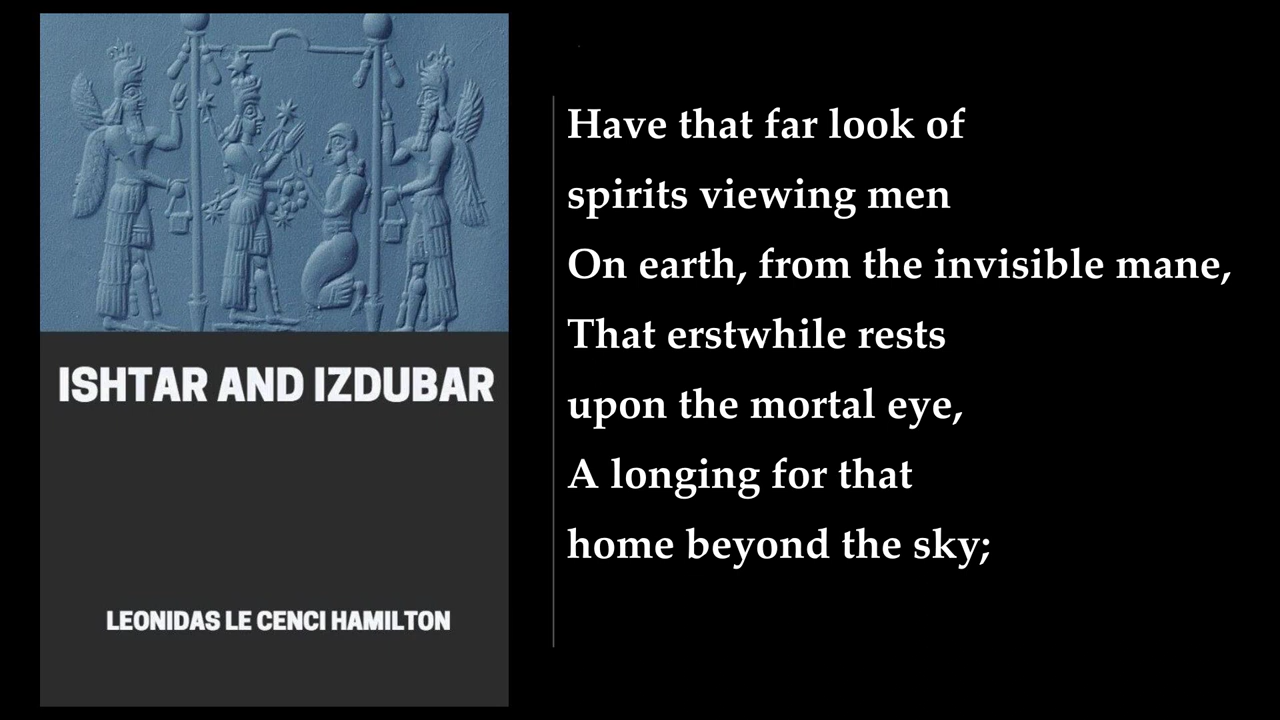 ISHTAR AND IZDUBAR
LEONIDAS LE CENCI HAMILTON
Have that far look of
spirits viewing men
On earth, from the invisible mane,
That erstwhile rests
upon the mortal eye,
A longing for that
home beyond the sky;